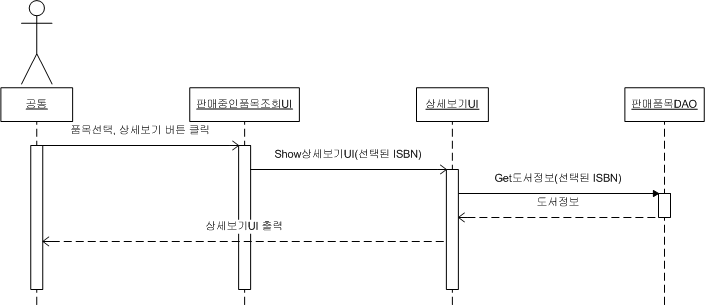 공통
판매중인품목조회UI
상세보기UI
판매품목DAO
품목선택, 상세보기 버튼 클릭
Show상세보기UI(선택된 ISBN)
Get도서정보(선택된 ISBN)
도서정보
상세보기UI 출력